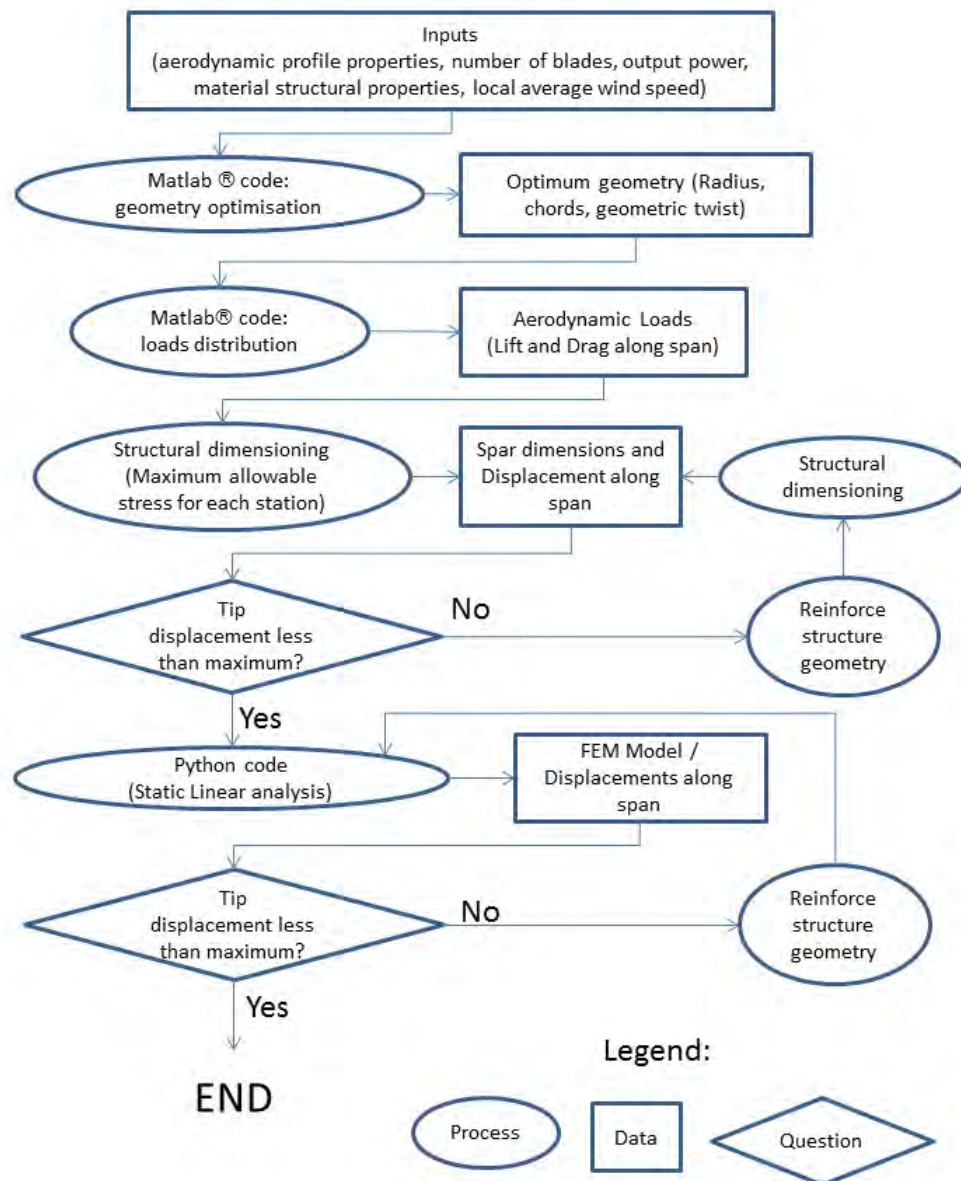 Inputs
(aerodynamic profile properties, number of blades, output power,
material structural properties, local average wind speed)
Matlab ® code:
geometry optimisation
Optimum geometry (Radius,
chords, geometric twist)
Matlab® code:
loads distribution
Aerodynamic Loads
(Lift and Drag along span)
Structural dimensioning
(Maximum allowable
stress for each station)
Spar dimensions and
Displacement along
span
Structural
dimensioning
Tip
displacement less
than maximum?
No
Reinforce
structure
geometry
Yes
Python code
(Static Linear analysis)
FEM Model /
Displacements along
span
Tip
displacement less
than maximum?
No
Reinforce
structure
geometry
Yes
END
Legend:
Process
Data
Question